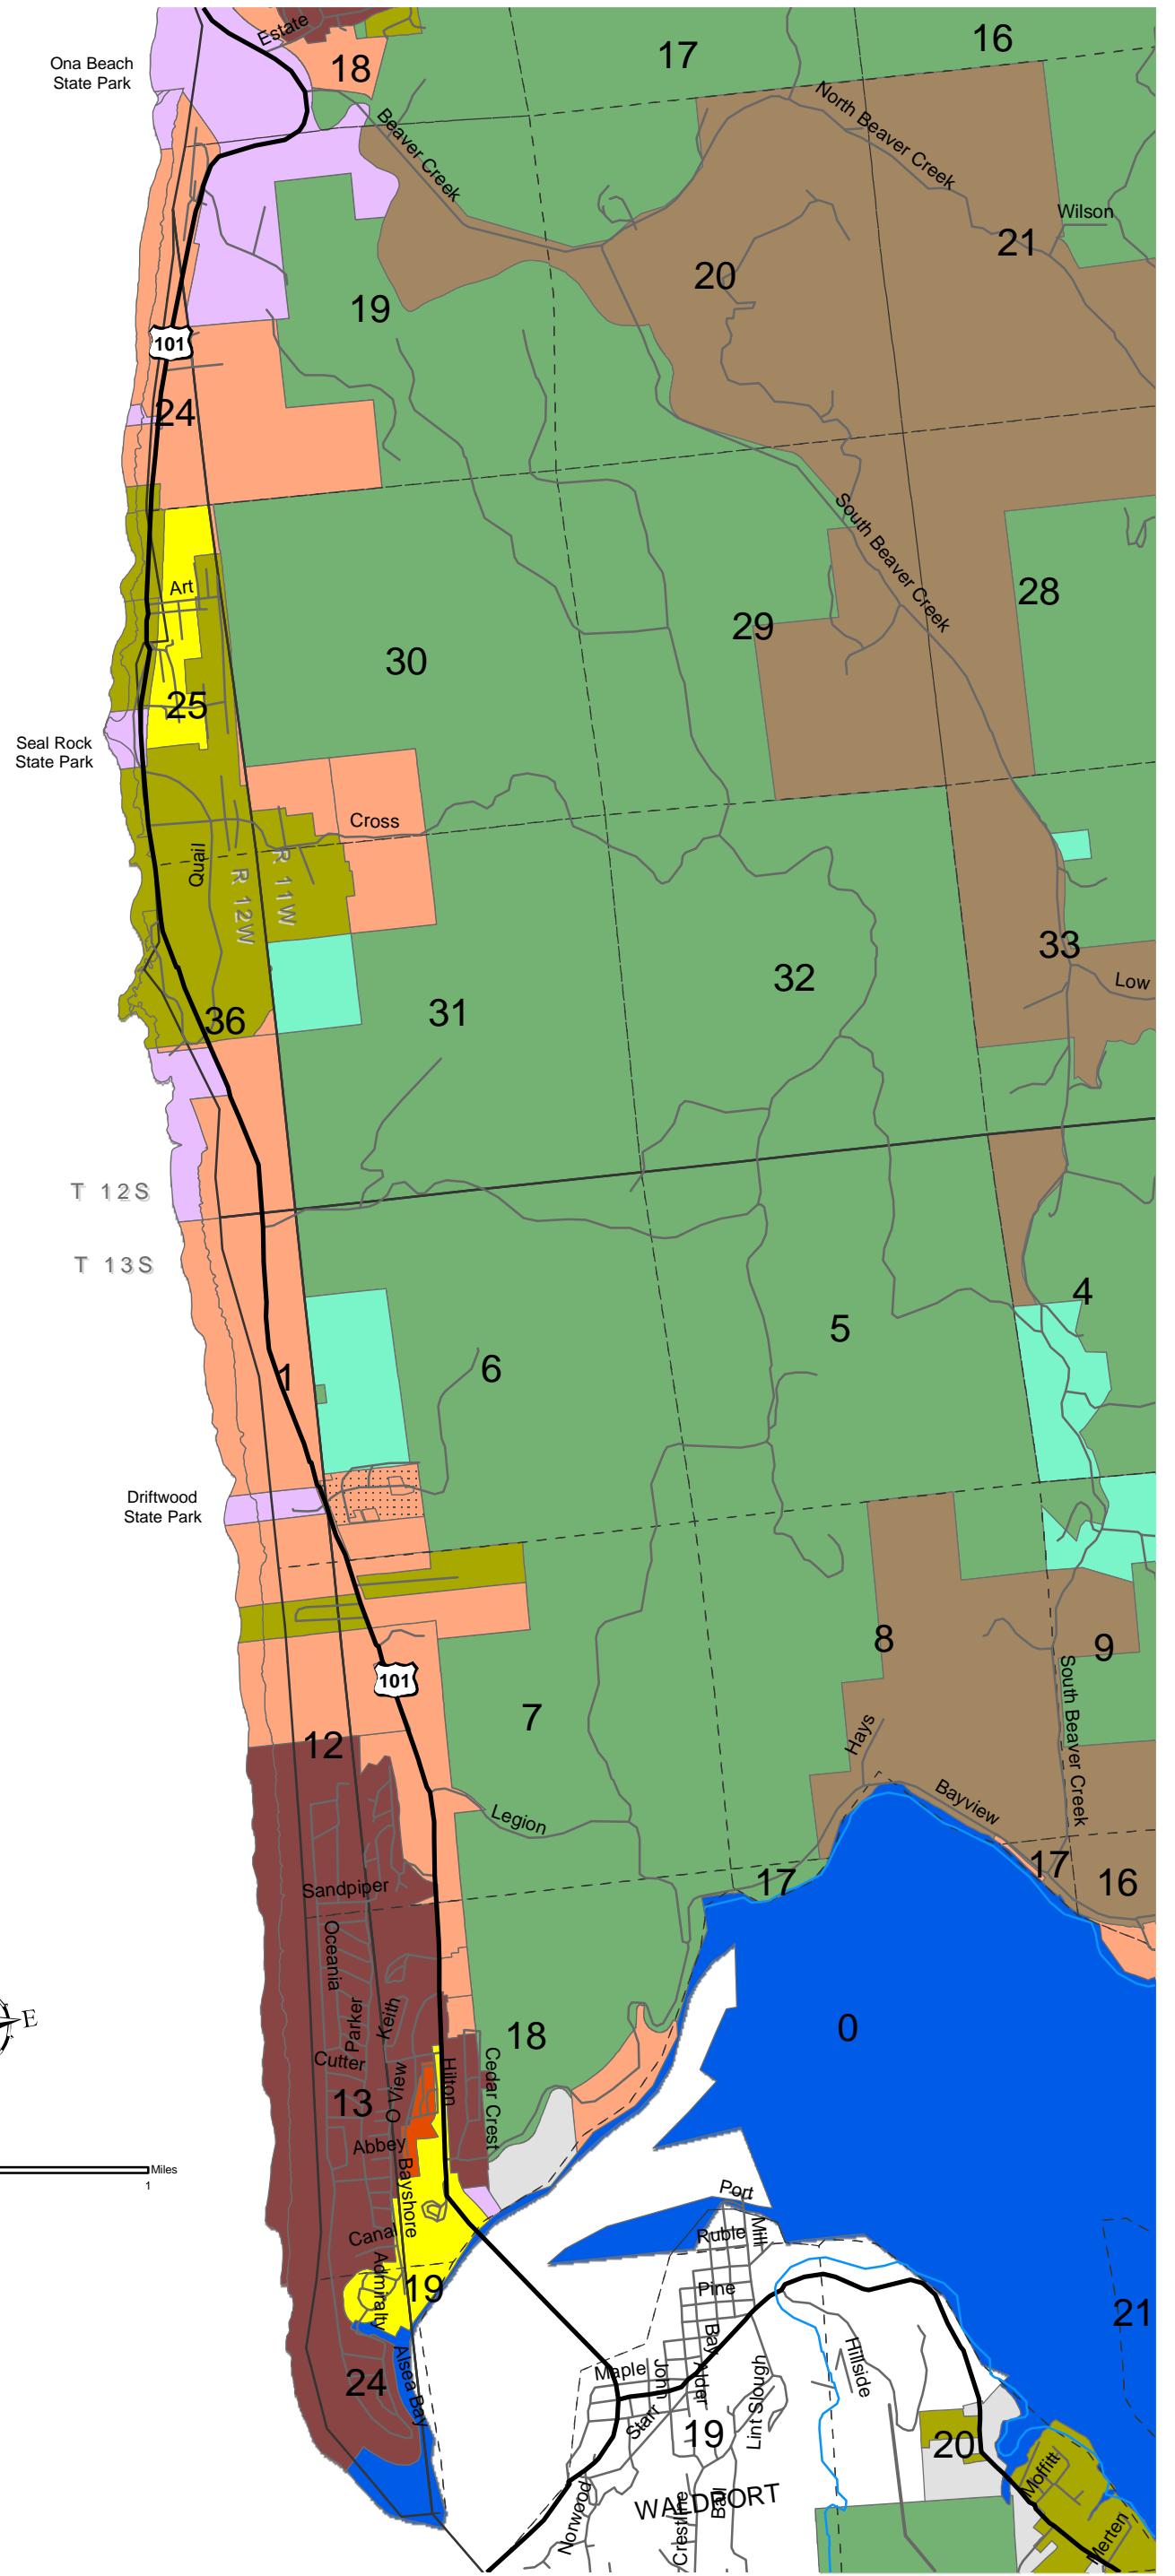 Estate
Ona Beach
State Park
18
17
16
Beaver Creek
North Beaver Creek
Wilson
21
20
19
101
24
Art
25
South Beaver Creek
28
29
30
Seal Rock
State Park
Cross
Quail
R 12W
R 11W
33
32
Low
31
36
T 12S
T 13S
4
5
6
1
Driftwood
State Park
8
9
South Beaver Creek
101
7
12
Hays
Bayview
Legion
17
17
16
Sandpiper
Oceania
Parker
Keith
E
18
0
Cutter
Hilton
Cedar Crest
O View
13
Abbey
Bayshore
Miles
1
Port
Mill
Ruble
Canal
Admiralty
19
Pine
21
Alsea Bay
24
Maple
John
Bay
Alder
Lint Slough
Hillside
Starr
19
20
Moffitt
WALDPORT
Norwood
Crestline
Ball
Merten